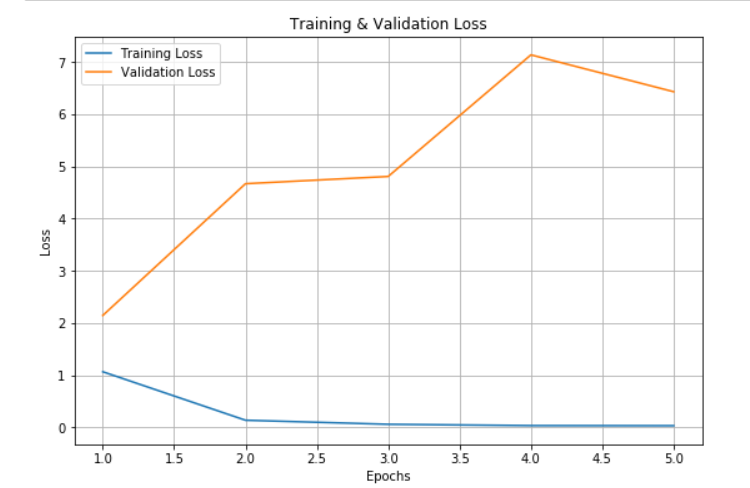 Training & Validation Loss
Training Loss
Validation Loss
7
6
5
4
3
2
1
0
Loss
1.0 1.5 2.0 2.5 3.0 3.5 4.0 4.5 5.0
Epochs